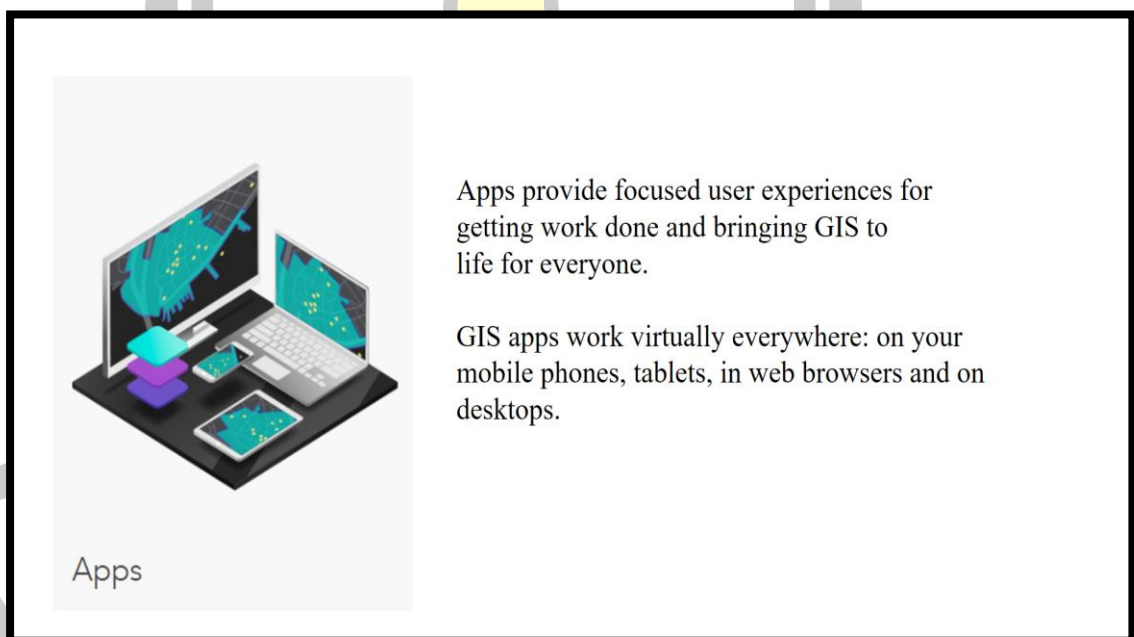 Apps provide focused user experiences for
getting work done and bringing GIS to
life for everyone.
GIS apps work virtually everywhere: on your
mobile phones, tablets, in web browsers and on
desktops.
Apps